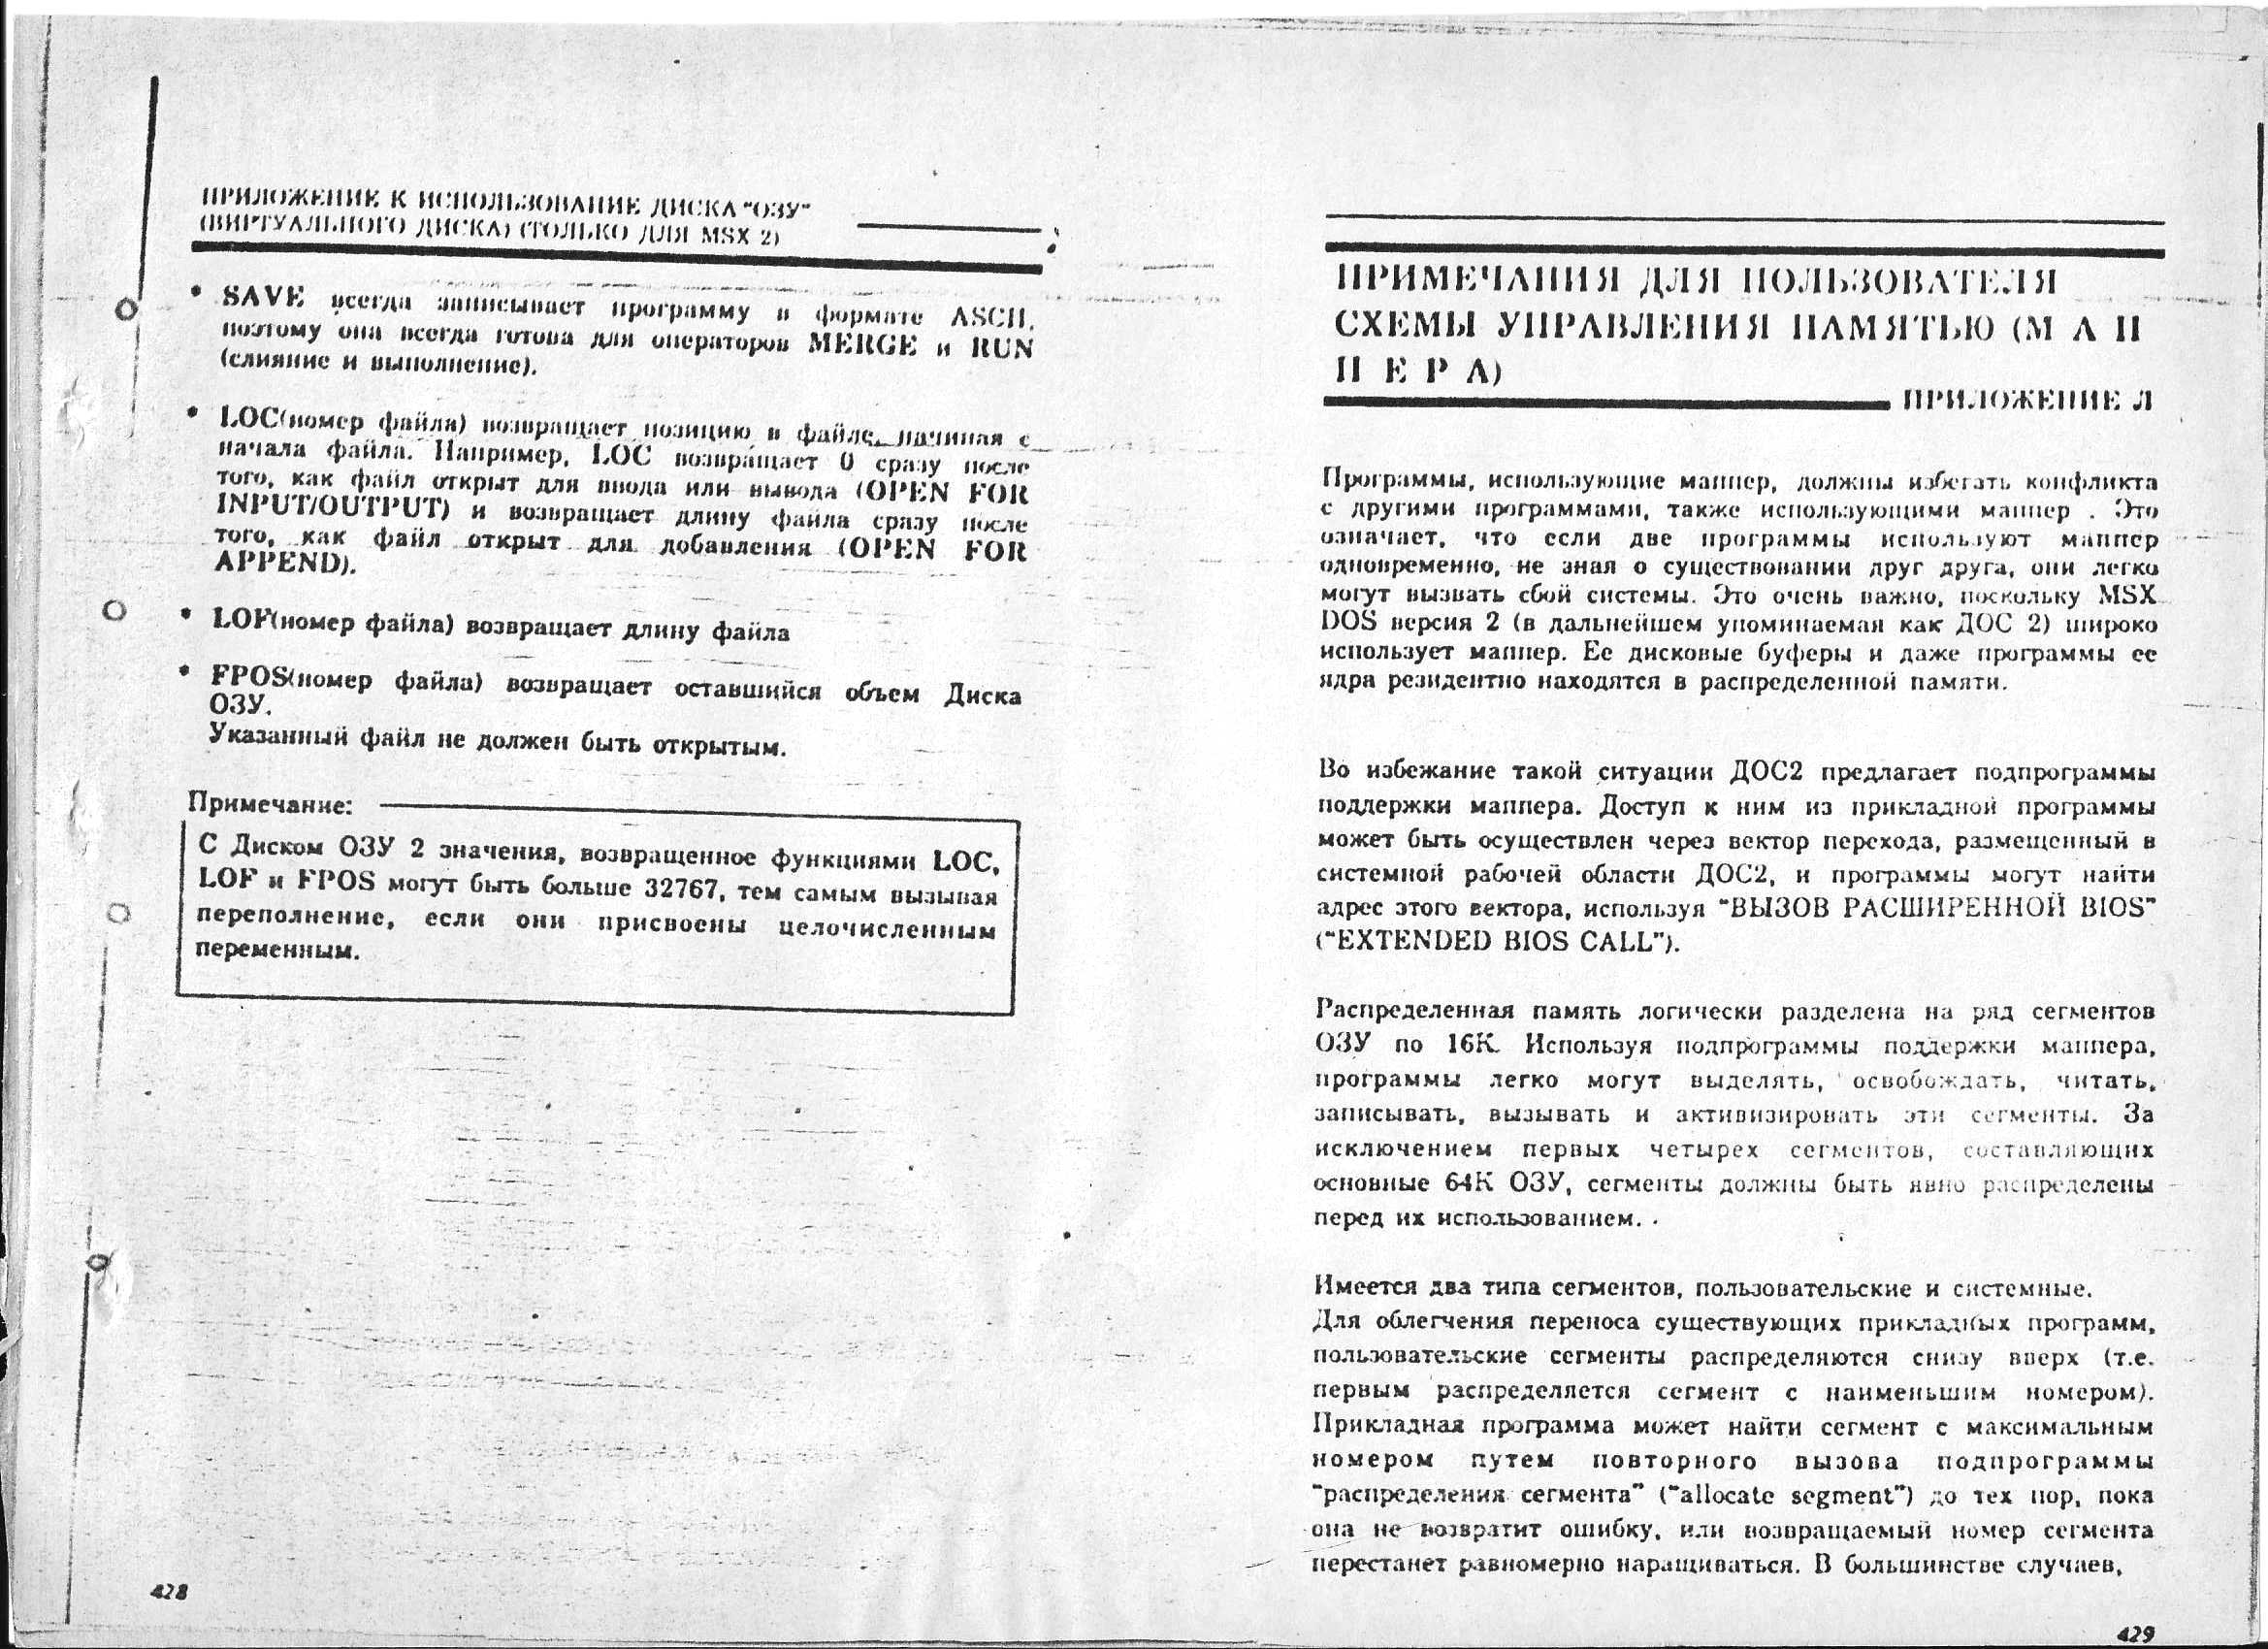 ПРИЛОЖЕНИЕ К ИСПОЛЬЗОВАНИЕ ДИСКА "ОЗУ"
(ВИРТУАЛЬНОГО ДИСКА) (ТОЛЬКО ДЛЯ MSX 2)
• SAVE всегда записывает программу в формате ASCII,
поэтому она всегда готова для операторов MERGE и RUN
(слияние и выполнение).
• LOC(номер файла) возвращает позицию в файле, начиная с
начала файла. Например, LOC возвращает 0 сразу после
того, как файл открыт для ввода или вывода (OPEN FOR
INPUT/OUTPUT) и возвращает длину файла сразу после
того, как файл открыт для добавления (OPEN FOR
APPEND).
• LOF(номер файла) возвращает длину файла
• FPOS(номер файла) возвращает оставшийся объем Диска
ОЗУ.
Указанный файл не должен быть открытым.
Примечание:
С Диском ОЗУ 2 значения, возвращенное функциями LOC,
LOF и FPOS могут быть больше 32767, тем самым вызывая
переполнение, если они присвоены целочисленным
переменным.
428
ПРИМЕЧАНИЯ ДЛЯ ПОЛЬЗОВАТЕЛЯ
СХЕМЫ УПРАВЛЕНИЯ ПАМЯТЬЮ (М А П
П Е Р А)
ПРИЛОЖЕНИЕ Л
Программы, использующие маппер, должны избегать конфликта
с другими программами, также использующими маппер . Это
означает, что если две программы используют маппер
одновременно, не зная о существовании друг друга, они легко
могут вызвать сбой системы. Это очень важно, поскольку MSX
DOS версия 2 (в дальнейшем упоминаемая как ДОС 2) широко
использует маппер. Ее дисковые буферы и даже программы ее
ядра резидентно находятся в распределенной памяти.
Во избежание такой ситуации ДОС2 предлагает подпрограммы
поддержки маппера. Доступ к ним из прикладной программы
может быть осуществлен через вектор перехода, размещенный в
системной рабочей области ДОС2, и программы могут найти
адрес этого вектора, используя "ВЫЗОВ РАСШИРЕННОЙ BIOS"
("EXTENDED BIOS CALL").
Распределенная память логически разделена на ряд сегментов
ОЗУ по 16К. Используя подпрограммы поддержки маппера,
программы легко могут выделять, освобождать, читать,
записывать, вызывать и активизировать эти сегменты. За
исключением первых четырех сегментов, составляющих
основные 64К ОЗУ, сегменты должны быть явно распределены
перед их использованием.
Имеется два типа сегментов, пользовательские и системные.
Для облегчения переноса существующих прикладных программ,
пользовательские сегменты распределяются снизу вверх (т.е.
первым распределяется сегмент с наименьшим номером).
Прикладная программа может найти сегмент с максимальным
номером путем повторного вызова подпрограммы
"распределения сегмента" ("allocate segment") до тех пор, пока
она не возвратит ошибку, или возвращаемый номер сегмента
перестанет равномерно наращиваться. В большинстве случаев,
429